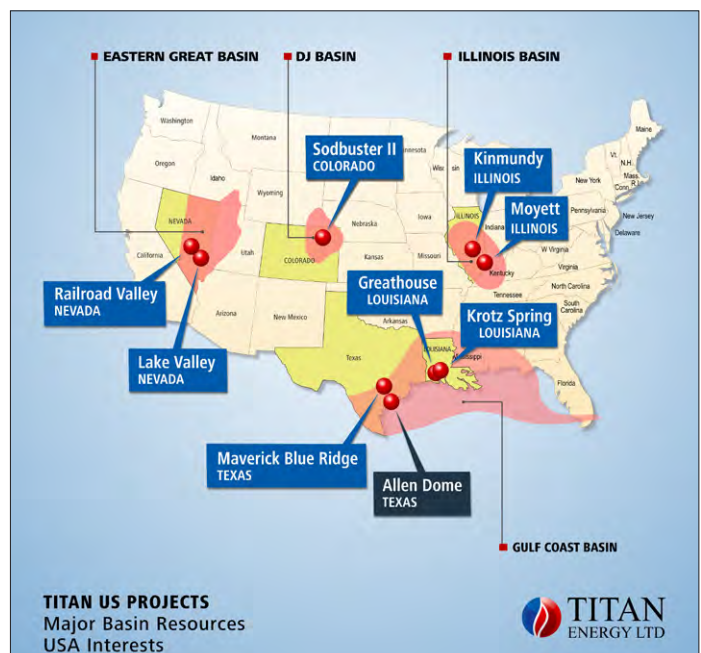 EASTERN GREAT BASIN
DJ BASIN
ILLINOIS BASIN
Washington
Montana
Maine
Oregon
Idaho
Wyoming
Sodbuster II
COLORADO
Kinmundy
ILLINOIS
Moyett
ILLINOIS
Vt.
N.H.
Mass.
Conn.
New York
Pennsylvania
New Jersey
Delaware
NEVADA
Nebraska
Iowa
ILLINOIS
Indiana
California
Utah
COLORADO
Kansas
Missouri
W Virginia
Virginia
Kentucky
Railroad Valley
NEVADA
Greathouse
LOUISIANA
Krotz Spring
LOUISIANA
Tennessee
North Carolina
South
Carolina
Arizona
New Mexico
Arkansas
Lake Valley
NEVADA
Texas
LOUISIANA
Florida
Maverick Blue Ridge
TEXAS
Allen Dome
TEXAS
GULF COAST BASIN
TITAN US PROJECTS
Major Basin Resources
USA Interests
TITAN
ENERGY LTD